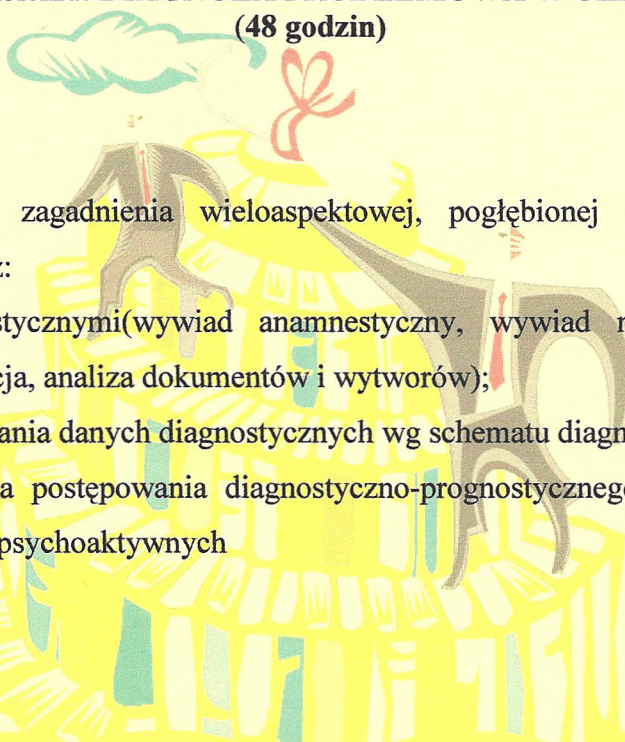 (48 godzin)
zagadnienia wieloaspektowej, pogłębionej
z:
stycznymi(wywiad anamnestyczny, wywiad
cja, analiza dokumentów i wytworów);
ania danych diagnostycznych wg schematu diagn
a postępowania diagnostyczno-prognostycznego
psychoaktywnych